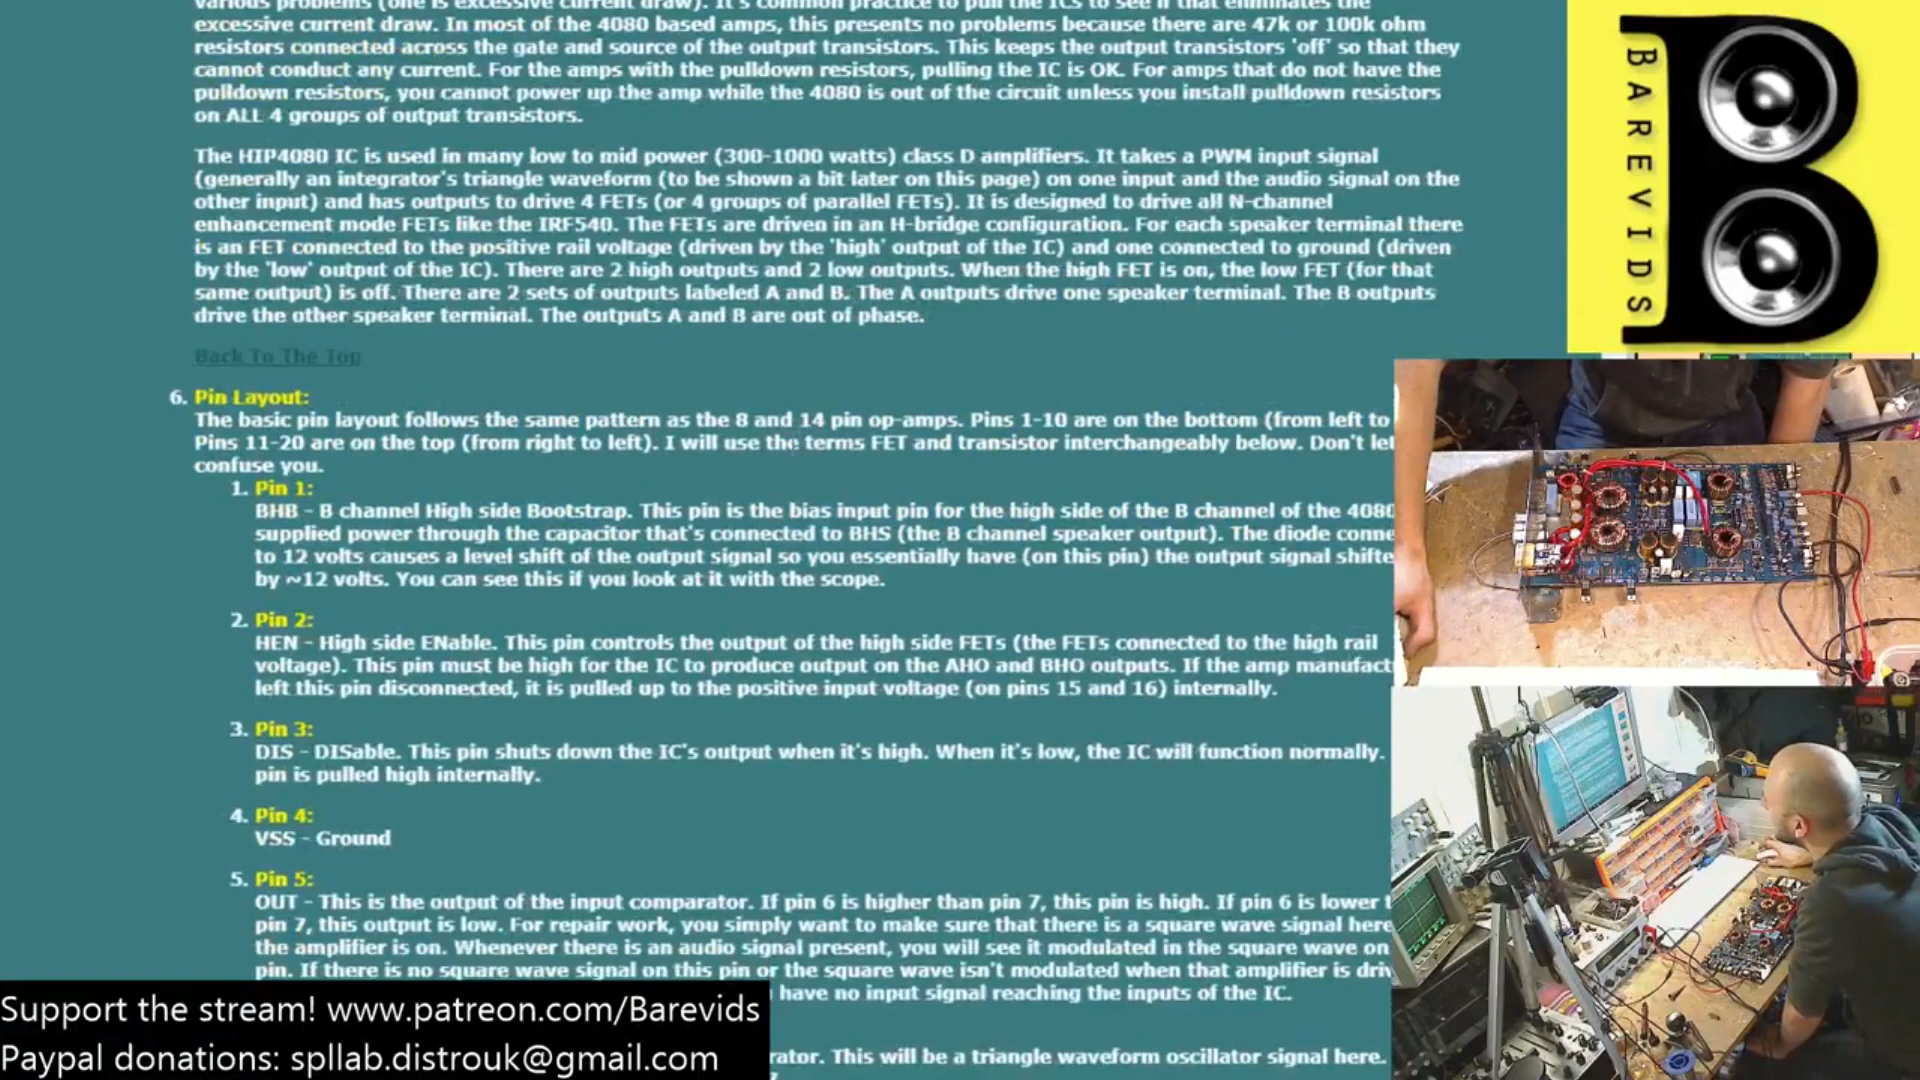 various problems (one is excessive current draw). It's common practice to pull the ICs to see if that eliminates the
excessive current draw. In most of the 4080 based amps, this presents no problems because there are 47k or 100k ohm
resistors connected across the gate and source of the output transistors. This keeps the output transistors 'off' so that they
cannot conduct any current. For the amps with the pulldown resistors, pulling the IC is OK. For amps that do not have the
pulldown resistors, you cannot power up the amp while the 4080 is out of the circuit unless you install pulldown resistors
on ALL 4 groups of output transistors.
The HIP4080 IC is used in many low to mid power (300-1000 watts) class D amplifiers. It takes a PWM input signal
(generally an integrator's triangle waveform (to be shown a bit later on this page) on one input and the audio signal on the
other input) and has outputs to drive 4 FETs (or 4 groups of parallel FETs). It is designed to drive all N-channel
enhancement mode FETs like the IRF540. The FETs are driven in an H-bridge configuration. For each speaker terminal there
is an FET connected to the positive rail voltage (driven by the 'high' output of the IC) and one connected to ground (driven
by the 'low' output of the IC). There are 2 high outputs and 2 low outputs. When the high FET is on, the low FET (for that
same output) is off. There are 2 sets of outputs labeled A and B. The A outputs drive one speaker terminal. The B outputs
drive the other speaker terminal. The outputs A and B are out of phase.
Back To The Top
6. Pin Layout:
The basic pin layout follows the same pattern as the 8 and 14 pin op-amps. Pins 1-10 are on the bottom (from left to
Pins 11-20 are on the top (from right to left). I will use the terms FET and transistor interchangeably below. Don't let
confuse you.
1. Pin 1:
BHB - B channel High side Bootstrap. This pin is the bias input pin for the high side of the B channel of the 4080
supplied power through the capacitor that's connected to BHS (the B channel speaker output). The diode conne
to 12 volts causes a level shift of the output signal so you essentially have (on this pin) the output signal shifte
by ~12 volts. You can see this if you look at it with the scope.
2. Pin 2:
HEN - High side ENable. This pin controls the output of the high side FETs (the FETs connected to the high rail
voltage). This pin must be high for the IC to produce output on the AHO and BHO outputs. If the amp manufact
left this pin disconnected, it is pulled up to the positive input voltage (on pins 15 and 16) internally.
3. Pin 3:
DIS - DISable. This pin shuts down the IC's output when it's high. When it's low, the IC will function normally.
pin is pulled high internally.
4. Pin 4:
VSS - Ground
5. Pin 5:
OUT - This is the output of the input comparator. If pin 6 is higher than pin 7, this pin is high. If pin 6 is lower t
pin 7, this output is low. For repair work, you simply want to make sure that there is a square wave signal here
the amplifier is on. Whenever there is an audio signal present, you will see it modulated in the square wave on
pin. If there is no square wave signal on this pin or the square wave isn't modulated when that amplifier is driv
have no input signal reaching the inputs of the IC.
rator. This will be a triangle waveform oscillator signal here.
Support the stream! www.patreon.com/Barevids
Paypal donations: spllab.distrouk@gmail.com
BAREVIDS